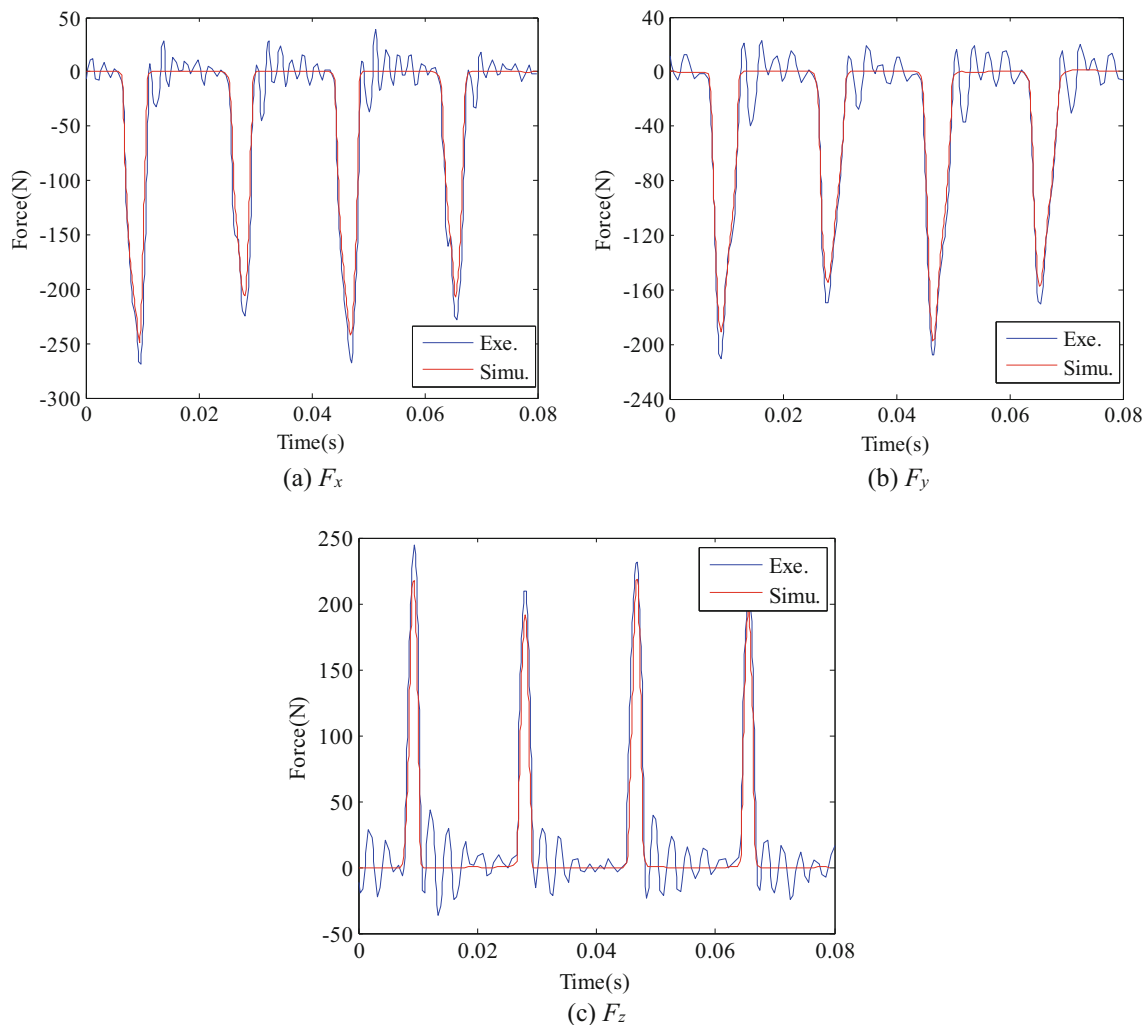 50
0
-50
-100
-150
-200
-250
-300
Force(N)
Exe.
Simu.
0 0.02 0.04 0.06 0.08
Time(s)
(a) Fx
40
0
-40
-80
-120
-160
-200
-240
Force(N)
Exe.
Simu.
0 0.02 0.04 0.06 0.08
Time(s)
(b) Fy
250
200
150
100
50
0
-50
Force(N)
Exe.
Simu.
0 0.02 0.04 0.06 0.08
Time(s)
(c) Fz